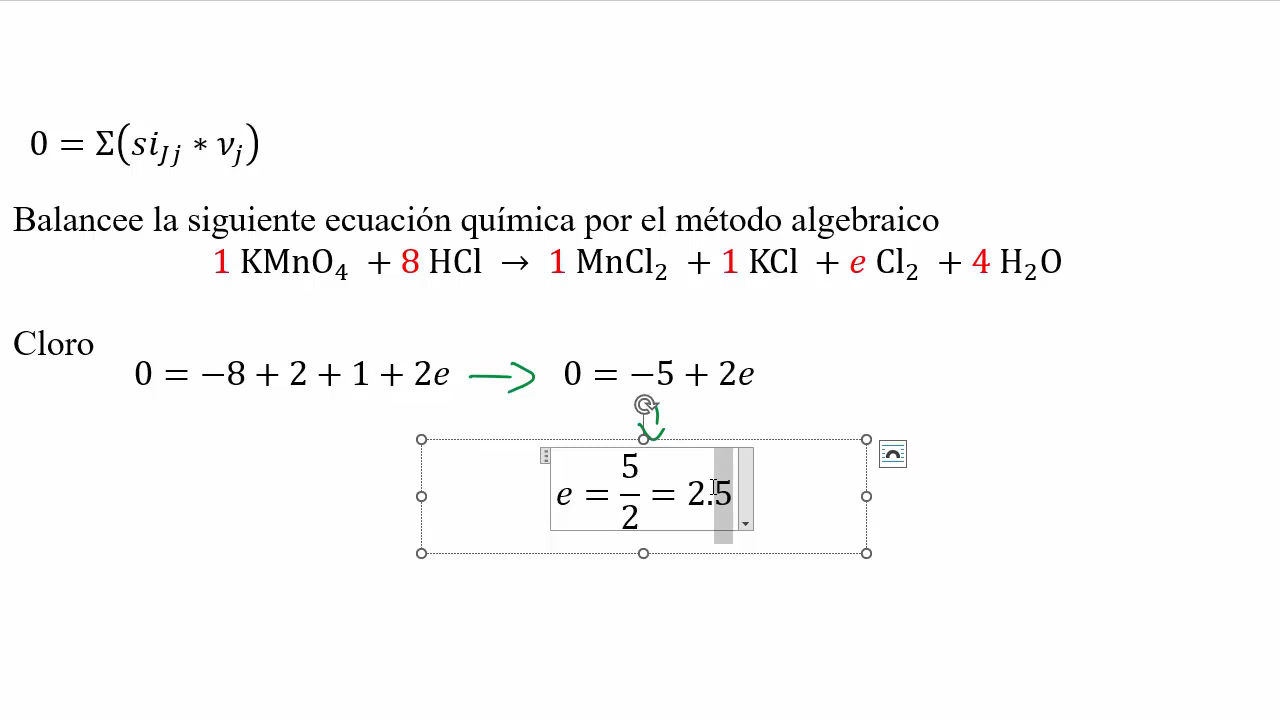 0 = Σ(si_Jj * ν_j)
Balancee la siguiente ecuación química por el método algebraico
1 KMnO₄ + 8 HCl → 1 MnCl₂ + 1 KCl + e Cl₂ + 4 H₂O
Cloro
0 = −8 + 2 + 1 + 2e → 0 = −5 + 2e
e = 5/2 = 2.5